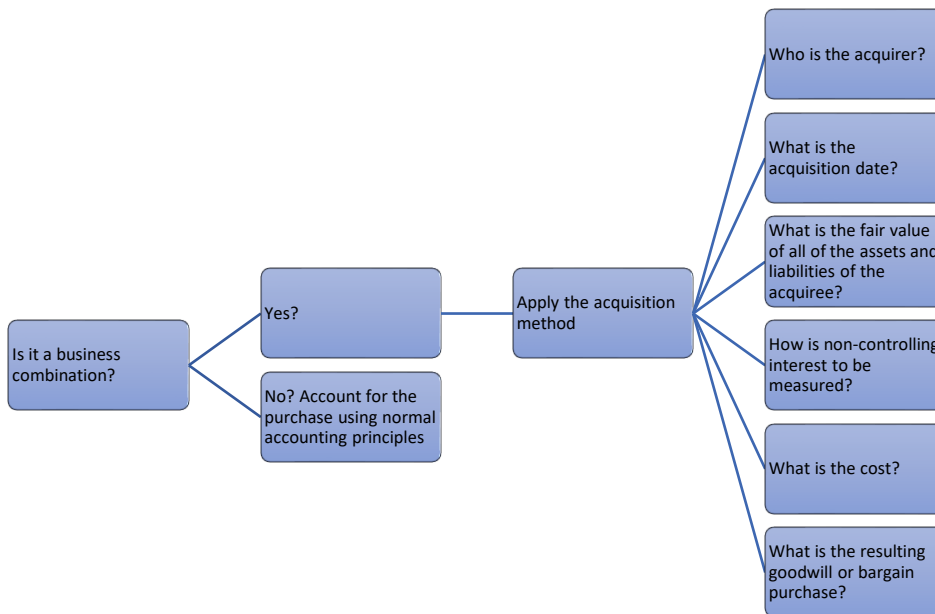 Is it a business
combination?
Yes?
No? Account for the
purchase using normal
accounting principles
Apply the acquisition
method
Who is the acquirer?
What is the
acquisition date?
What is the fair value
of all of the assets and
liabilities of the
acquiree?
How is non-controlling
interest to be
measured?
What is the cost?
What is the resulting
goodwill or bargain
purchase?